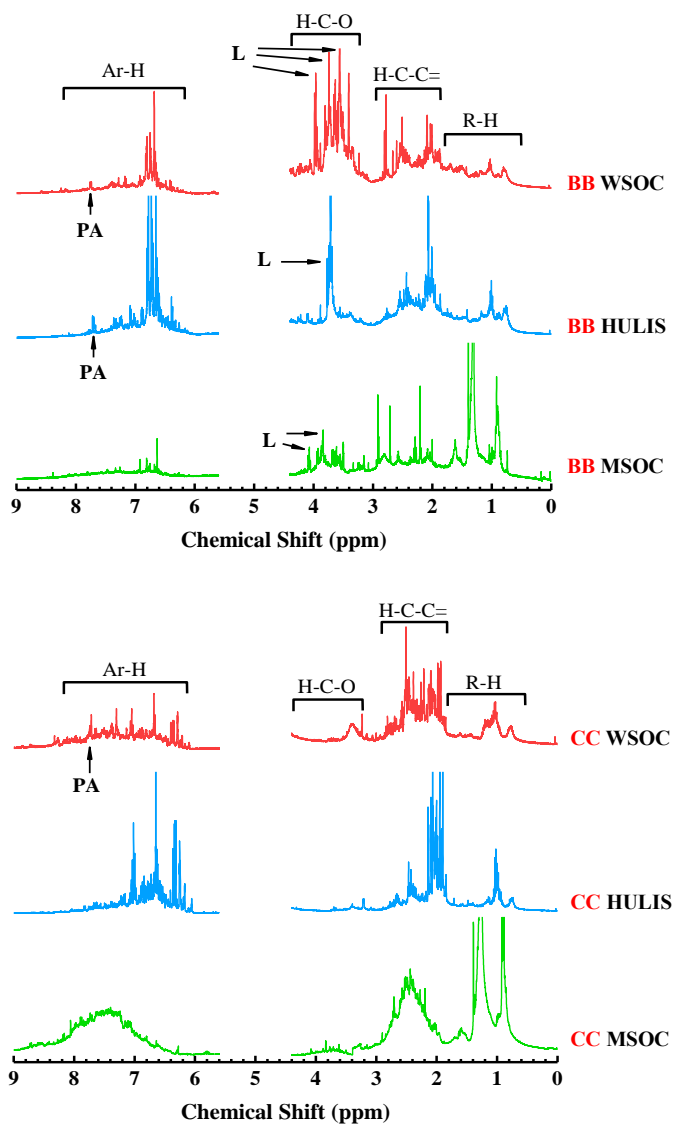 H-C-O
L
H-C-C=
Ar-H
R-H
BB WSOC
PA
L
BB HULIS
PA
L
BB MSOC
9 8 7 6 5 4 3 2 1 0
Chemical Shift (ppm)
H-C-C=
Ar-H
H-C-O
R-H
CC WSOC
PA
CC HULIS
CC MSOC
9 8 7 6 5 4 3 2 1 0
Chemical Shift (ppm)